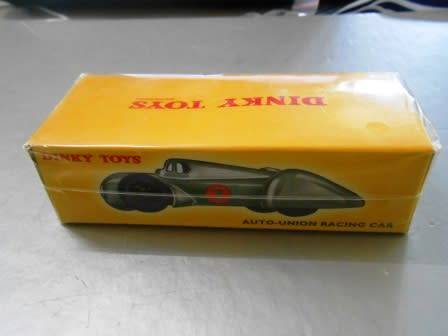 DINKY TOYS
DINKY TOYS
AUTO-UNION RACING CAR